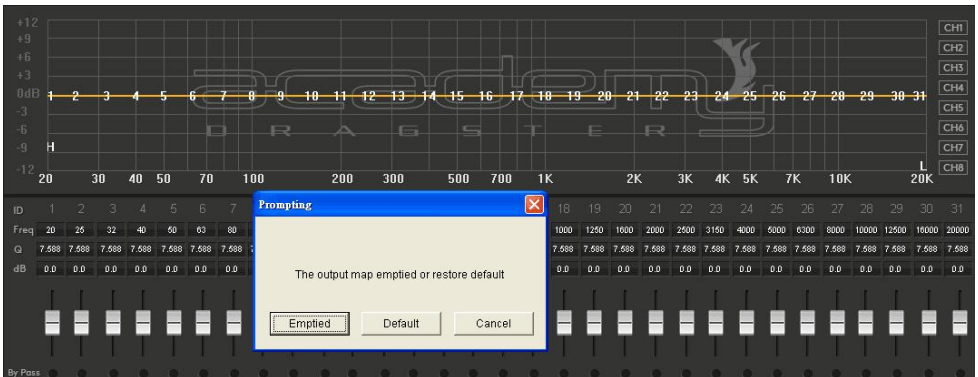 +12
+9
+6
+3
0dB
-3
-6
-9
-12
CH1
CH2
CH3
CH4
CH5
CH6
CH7
CH8
academy
DRAGSTER
1 2 3 4 5 6 7 8 9 10 11 12 13 14 15 16 17 18 19 20 21 22 23 24 25 26 27 28 29 30 31
H
L
20 30 40 50 70 100 200 300 500 700 1K 2K 3K 4K 5K 7K 10K 20K
Prompting
The output map emptied or restore default
Emptied Default Cancel
ID 1 2 3 4 5 6 7 18 19 20 21 22 23 24 25 26 27 28 29 30 31
Freq 20 25 32 40 50 63 80 1000 1250 1600 2000 2500 3150 4000 5000 6300 8000 10000 12500 16000 20000
Q 7.588 7.588 7.588 7.588 7.588 7.588 7.588 7.588 7.588 7.588 7.588 7.588 7.588 7.588 7.588 7.588 7.588 7.588 7.588 7.588 7.588
dB 0.0 0.0 0.0 0.0 0.0 0.0 0.0 0.0 0.0 0.0 0.0 0.0 0.0 0.0 0.0 0.0 0.0 0.0 0.0 0.0 0.0
By Pass